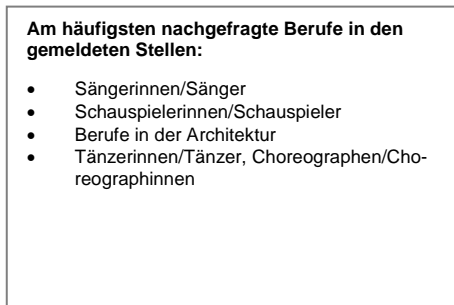 Am häufigsten nachgefragte Berufe in den
gemeldeten Stellen:
• Sängerinnen/Sänger
• Schauspielerinnen/Schauspieler
• Berufe in der Architektur
• Tänzerinnen/Tänzer, Choreographen/Cho-
reographinnen